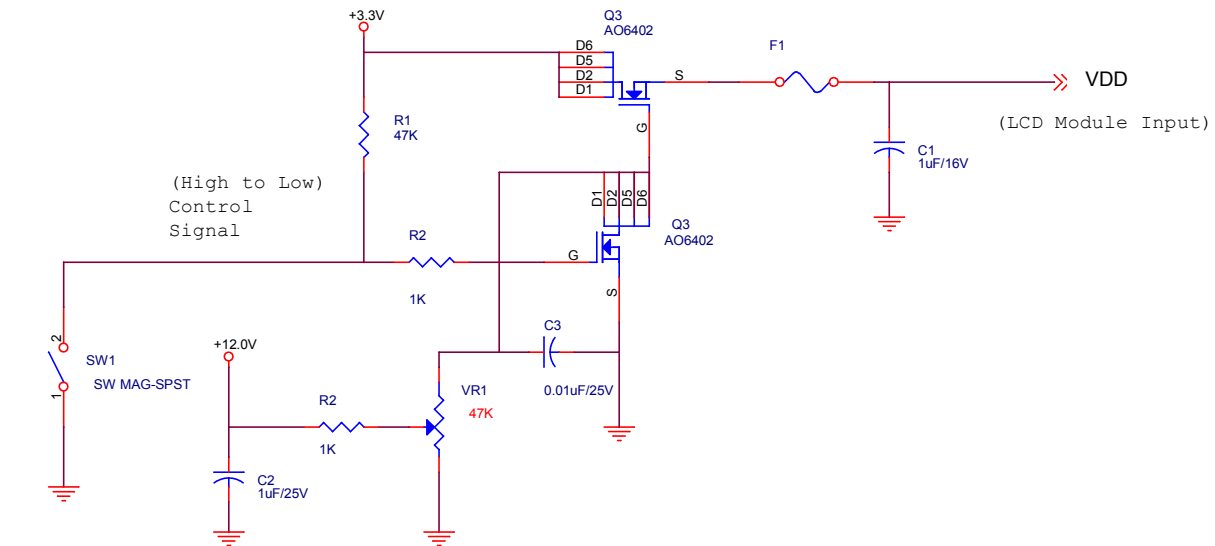 +3.3V
Q3
AO6402
D6
D5
D2
D1
S
G
F1
VDD
(LCD Module Input)
R1
47K
C1
1uF/16V
(High to Low)
Control
Signal
D1
D2
D5
D6
Q3
AO6402
R2
1K
G
S
2
1
SW1
SW MAG-SPST
+12.0V
C3
0.01uF/25V
VR1
47K
R2
1K
C2
1uF/25V